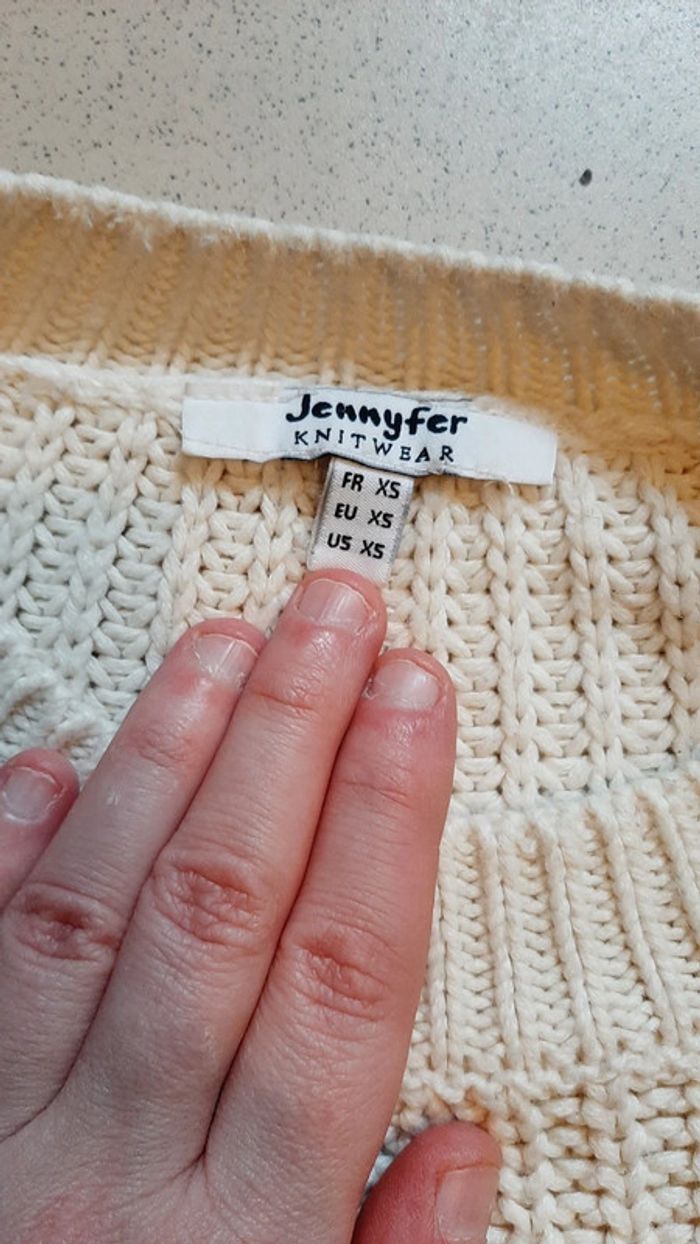 Jennyfer
KNITWEAR
FR XS
EU XS
US XS